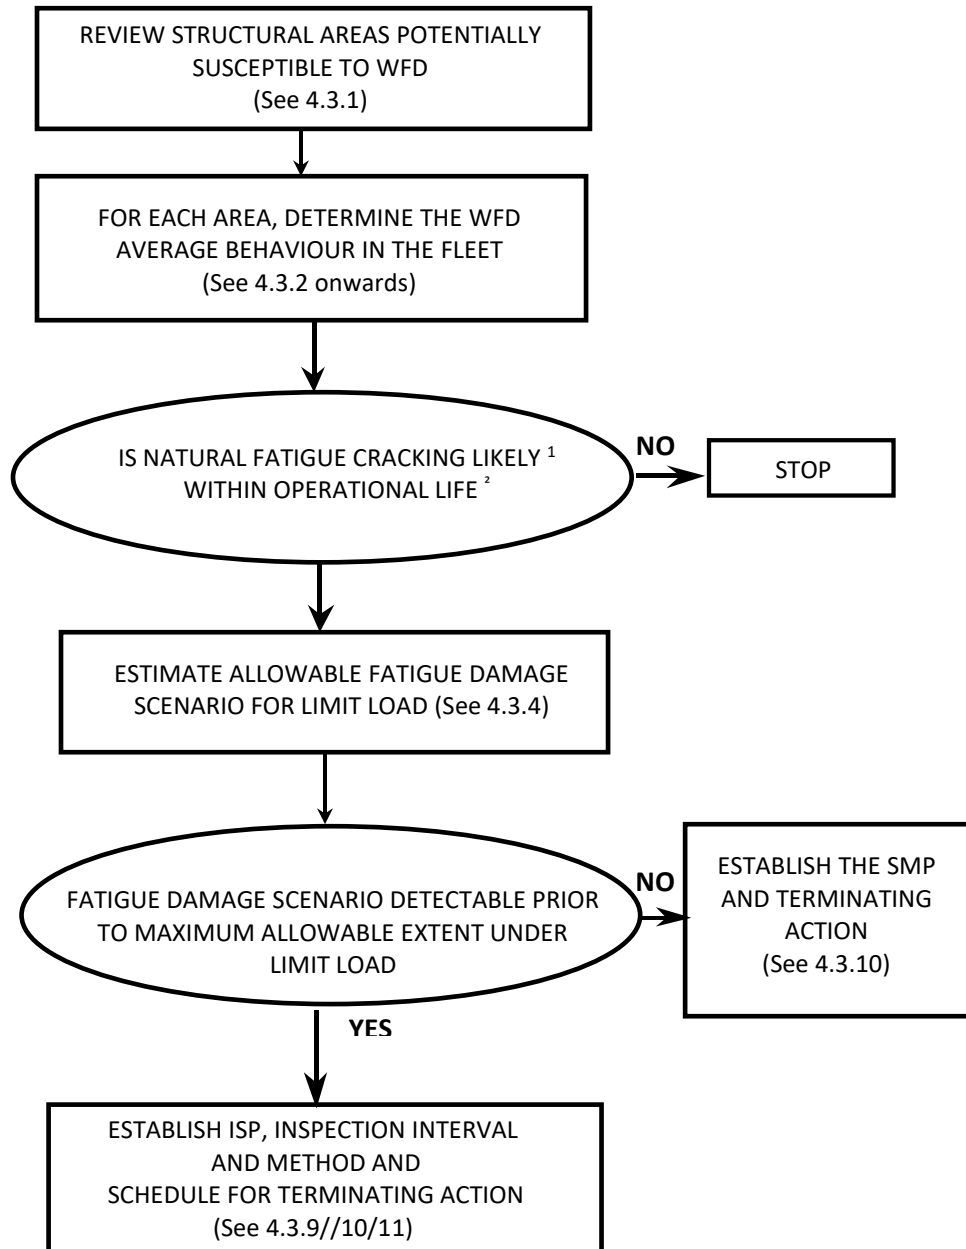 REVIEW STRUCTURAL AREAS POTENTIALLY
SUSCEPTIBLE TO WFD
(See 4.3.1)
FOR EACH AREA, DETERMINE THE WFD
AVERAGE BEHAVIOUR IN THE FLEET
(See 4.3.2 onwards)
IS NATURAL FATIGUE CRACKING LIKELY ¹
WITHIN OPERATIONAL LIFE ²
NO
STOP
ESTIMATE ALLOWABLE FATIGUE DAMAGE
SCENARIO FOR LIMIT LOAD (See 4.3.4)
FATIGUE DAMAGE SCENARIO DETECTABLE PRIOR
TO MAXIMUM ALLOWABLE EXTENT UNDER
LIMIT LOAD
NO
ESTABLISH THE SMP
AND TERMINATING
ACTION
(See 4.3.10)
YES
ESTABLISH ISP, INSPECTION INTERVAL
AND METHOD AND
SCHEDULE FOR TERMINATING ACTION
(See 4.3.9//10/11)